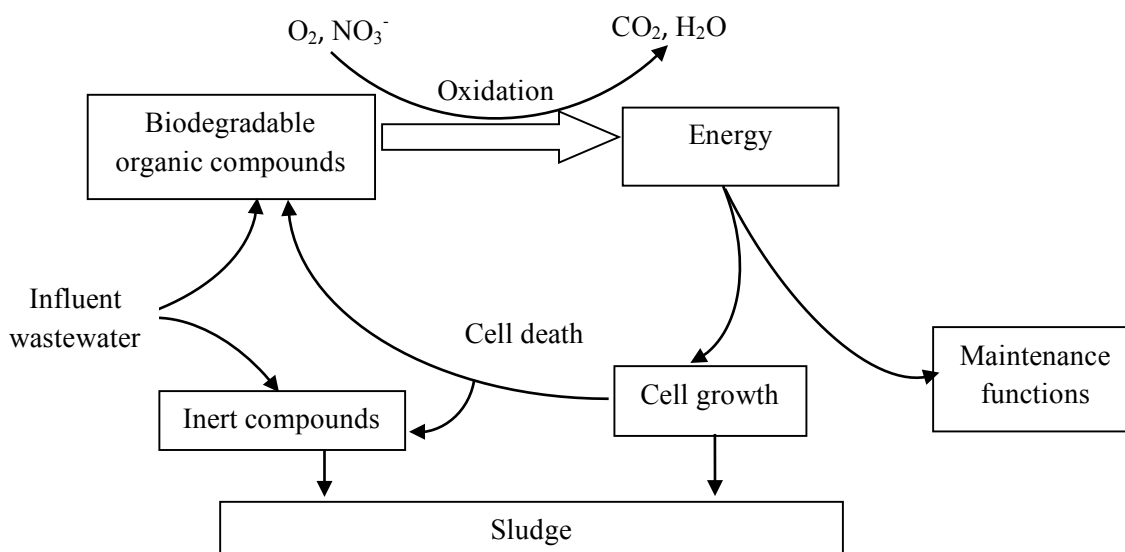 O₂, NO₃⁻
CO₂, H₂O
Oxidation
Biodegradable
organic compounds
Energy
Influent
wastewater
Cell death
Maintenance
functions
Inert compounds
Cell growth
Sludge